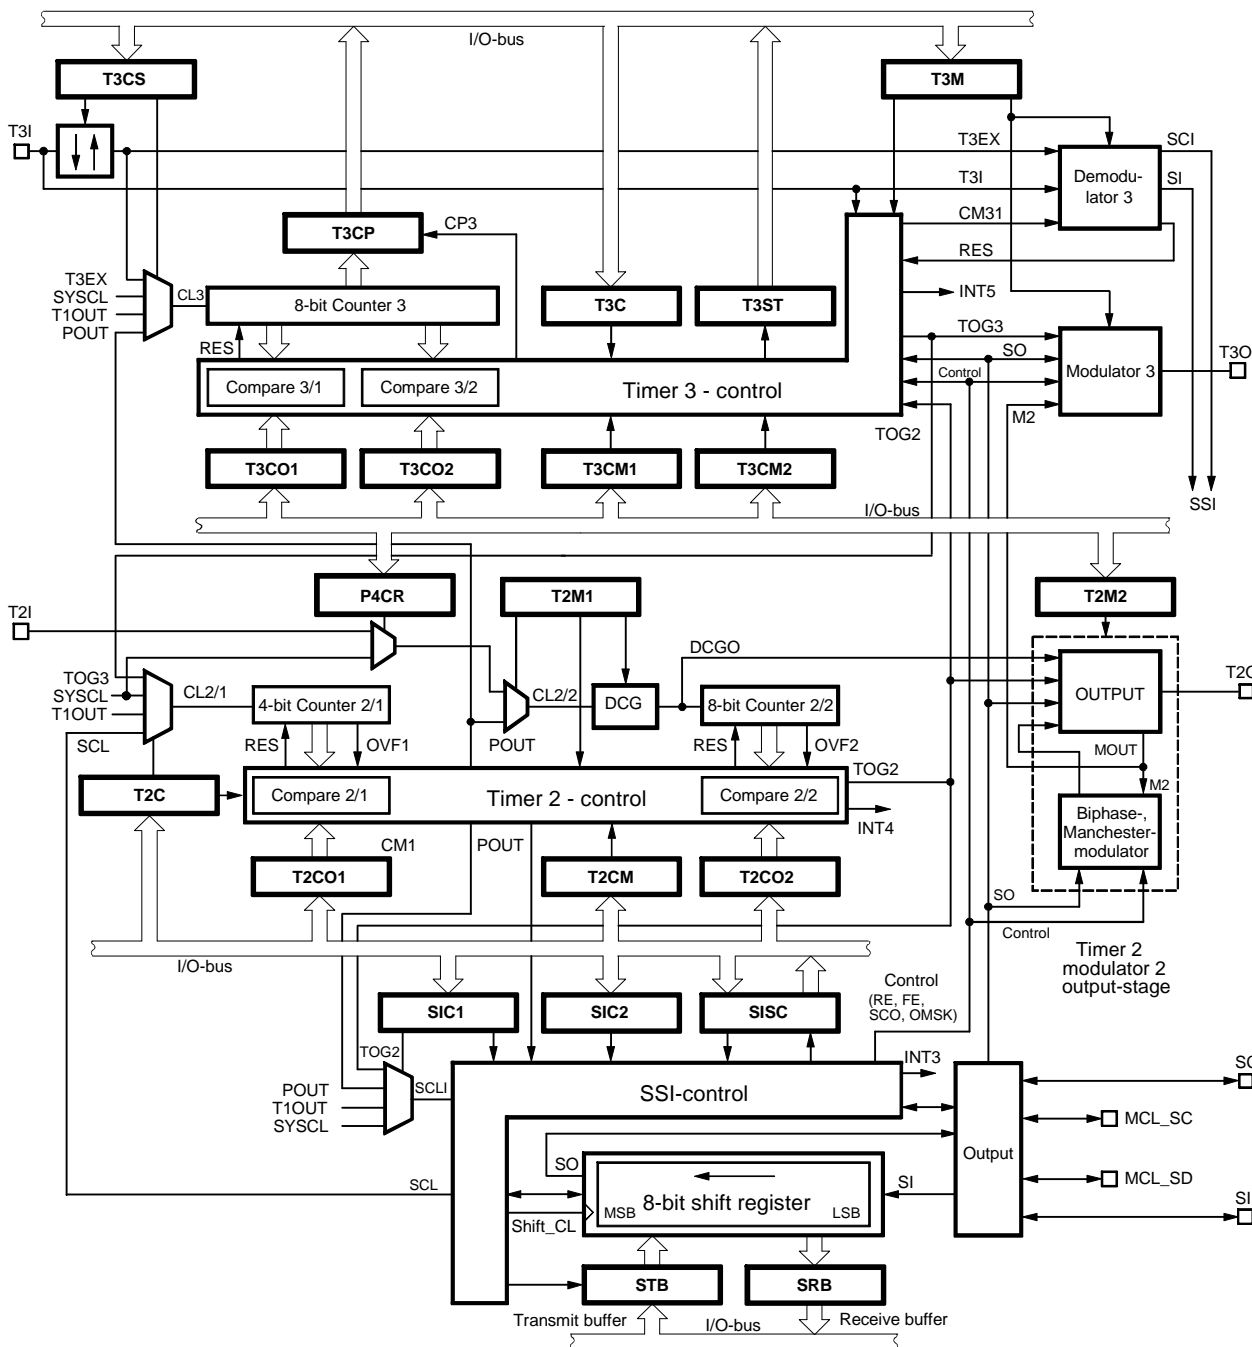 I/O-bus
T3CS
T3M
T3I
T3EX
SCI
T3I
SI
Demodu-
lator 3
T3CP
CP3
CM31
RES
T3EX
SYSCL
T1OUT
POUT
CL3
8-bit Counter 3
T3C
T3ST
INT5
RES
TOG3
SO
Compare 3/1
Compare 3/2
Timer 3 - control
Control
Modulator 3
T3O
M2
TOG2
T3CO1
T3CO2
T3CM1
T3CM2
SSI
I/O-bus
P4CR
T2M1
T2M2
T2I
DCGO
TOG3
SYSCL
T1OUT
SCL
CL2/1
4-bit Counter 2/1
CL2/2
DCG
8-bit Counter 2/2
OUTPUT
T2O
RES
OVF1
POUT
RES
OVF2
MOUT
TOG2
M2
T2C
Compare 2/1
Timer 2 - control
Compare 2/2
INT4
Biphase-,
Manchester-
modulator
CM1
POUT
T2CO1
T2CM
T2CO2
SO
Control
I/O-bus
Timer 2
modulator 2
output-stage
Control
(RE, FE,
SCO, OMSK)
SIC1
SIC2
SISC
TOG2
INT3
POUT
T1OUT
SYSCL
SCLI
SSI-control
MCL_SC
Output
SO
SI
MCL_SD
SCL
8-bit shift register
MSB
LSB
Shift_CL
SI
STB
SRB
Transmit buffer
I/O-bus
Receive buffer